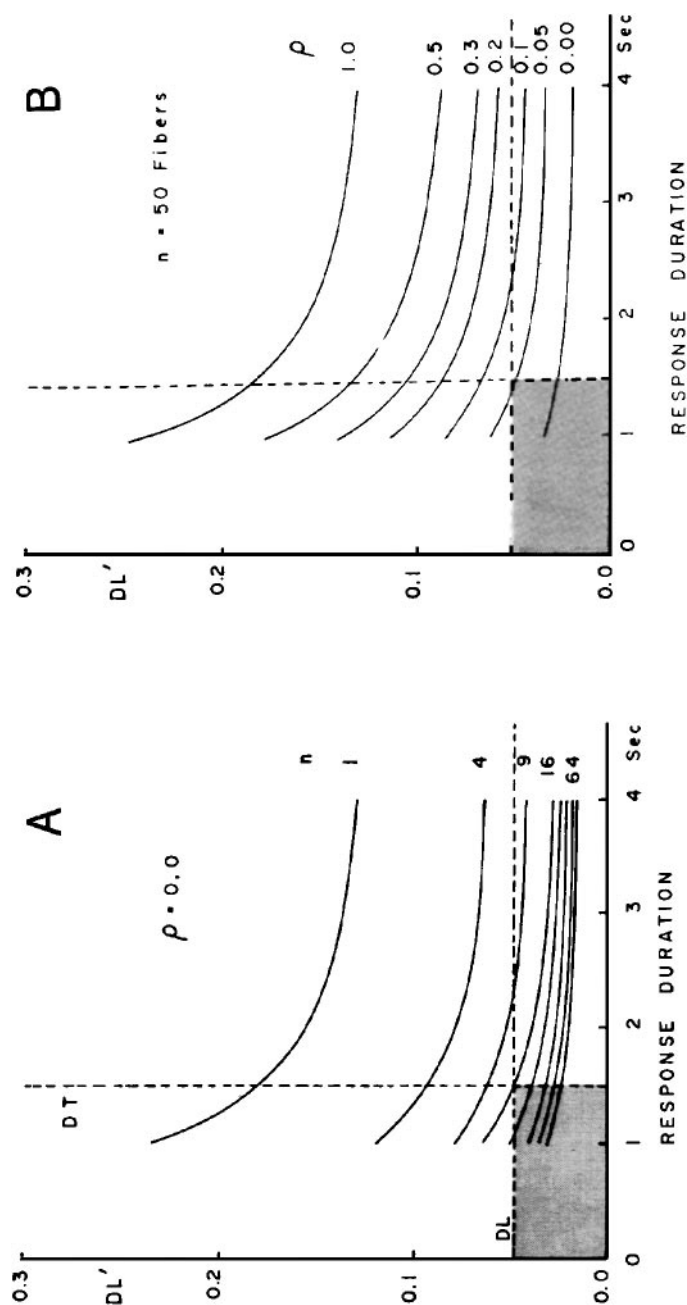 A
0.3
DL′
0.2
0.1
0.0
DT
DL
ρ = 0.0
n
1
4
9
16
64
0
1
2
3
4
Sec
RESPONSE DURATION
B
0.3
DL′
0.2
0.1
0.0
n = 50 Fibers
ρ
1.0
0.5
0.3
0.2
0.1
0.05
0.00
0
1
2
3
4
Sec
RESPONSE DURATION